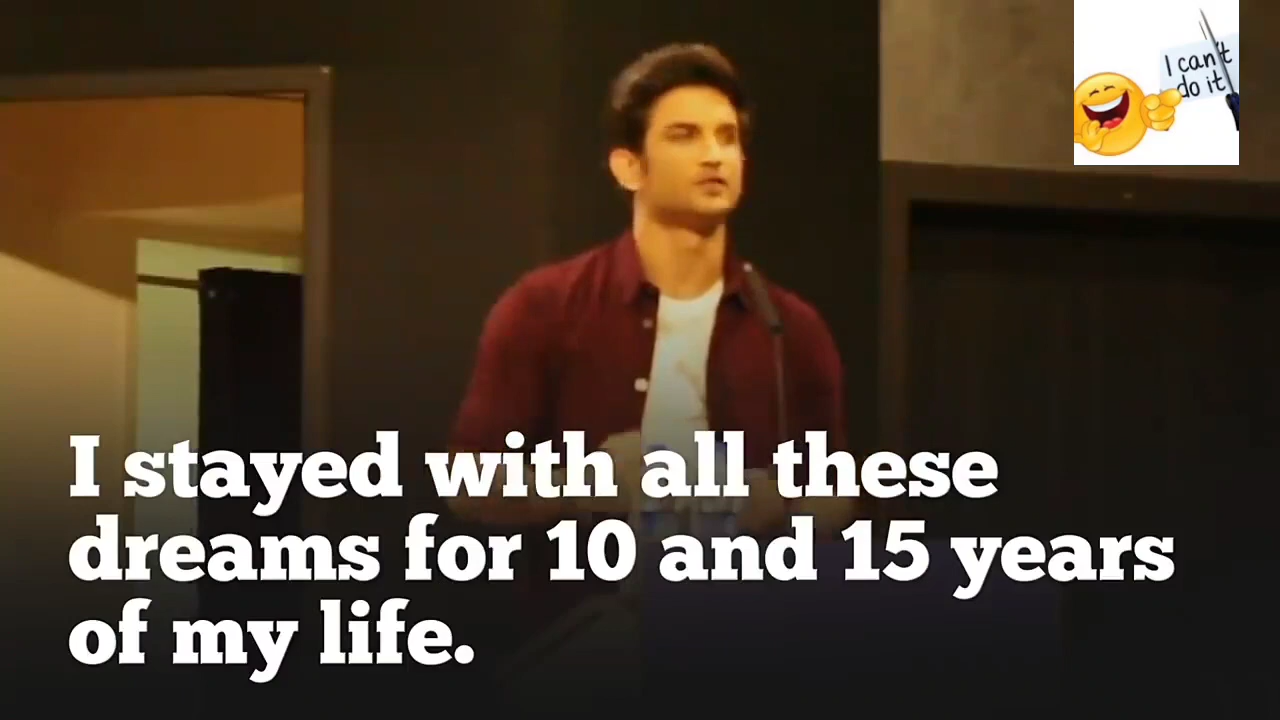 I can't
do it
I stayed with all these
dreams for 10 and 15 years
of my life.